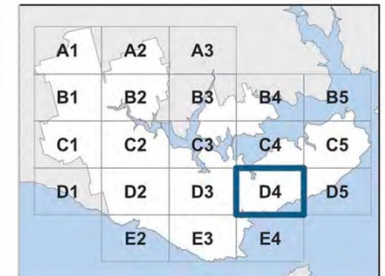 A1 A2 A3
B1 B2 B3 B4 B5
C1 C2 C3 C4 C5
D1 D2 D3 D4 D5
E2 E3 E4